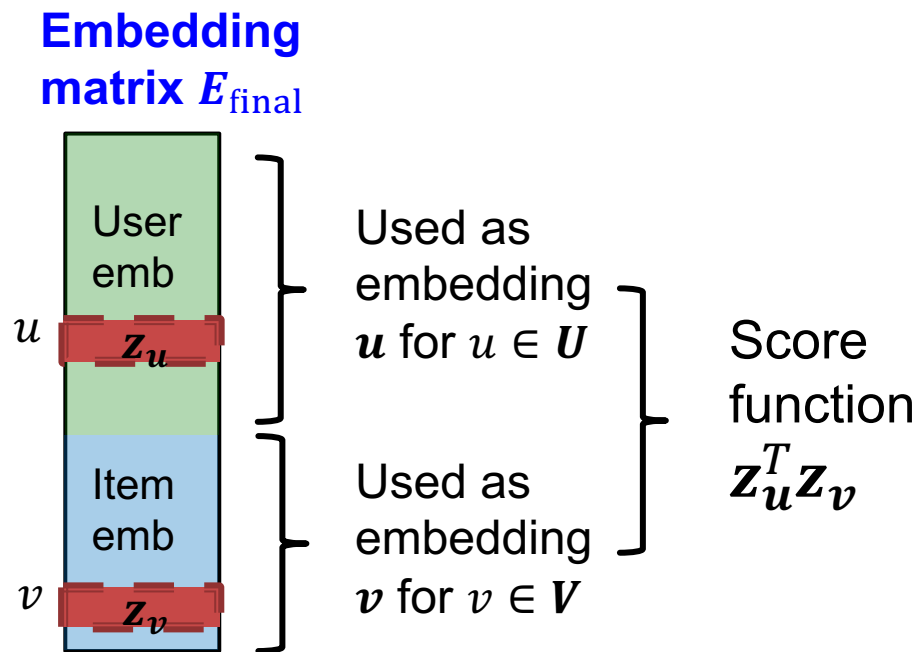 Embedding
matrix E_final
User
emb
u
z_u
Item
emb
v
z_v
Used as
embedding
u for u ∈ U
Used as
embedding
v for v ∈ V
Score
function
z_u^T z_v